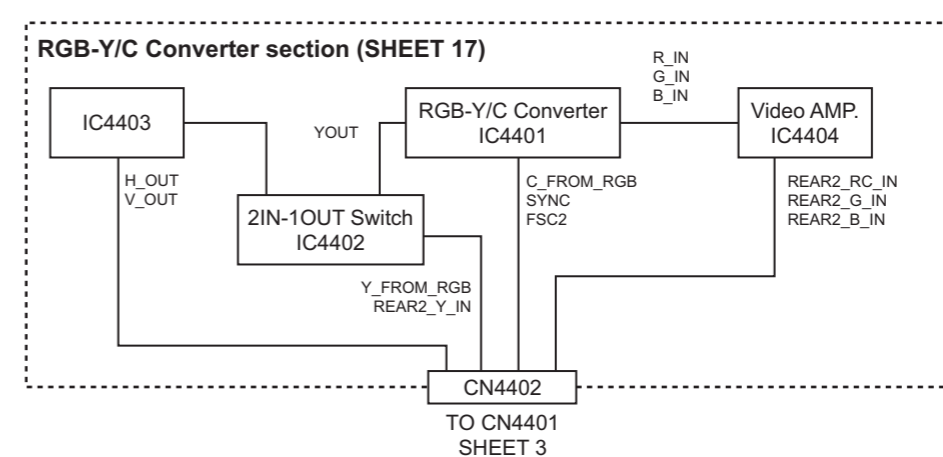 RGB-Y/C Converter section (SHEET 17)
R_IN
G_IN
B_IN
IC4403
YOUT
RGB-Y/C Converter
IC4401
Video AMP.
IC4404
H_OUT
V_OUT
2IN-1OUT Switch
IC4402
C_FROM_RGB
SYNC
FSC2
REAR2_RC_IN
REAR2_G_IN
REAR2_B_IN
Y_FROM_RGB
REAR2_Y_IN
CN4402
TO CN4401
SHEET 3